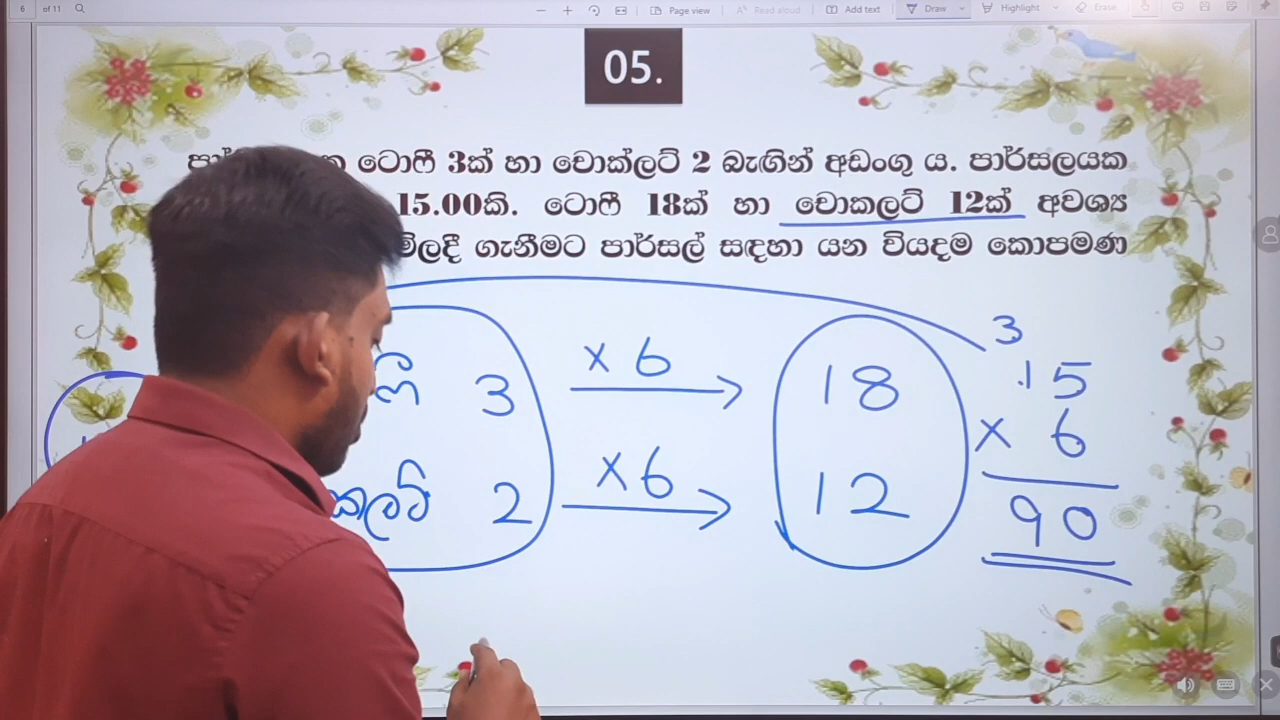 6 of 11 Page view Read aloud Add text Draw Highlight Erase
05.
ටොෆී 3ක් හා චොක්ලට් 2 බැඟින් අඩංගු ය. පාර්සලයක
15.00කි. ටොෆී 18ක් හා චොකලට් 12ක් අවශ්‍ය
මිලදී ගැනීමට පාර්සල් සඳහා යන වියදම කොපමණ
3
ෆී 3 × 6 18 15
× 6
කලට් 2 ×6 12
90